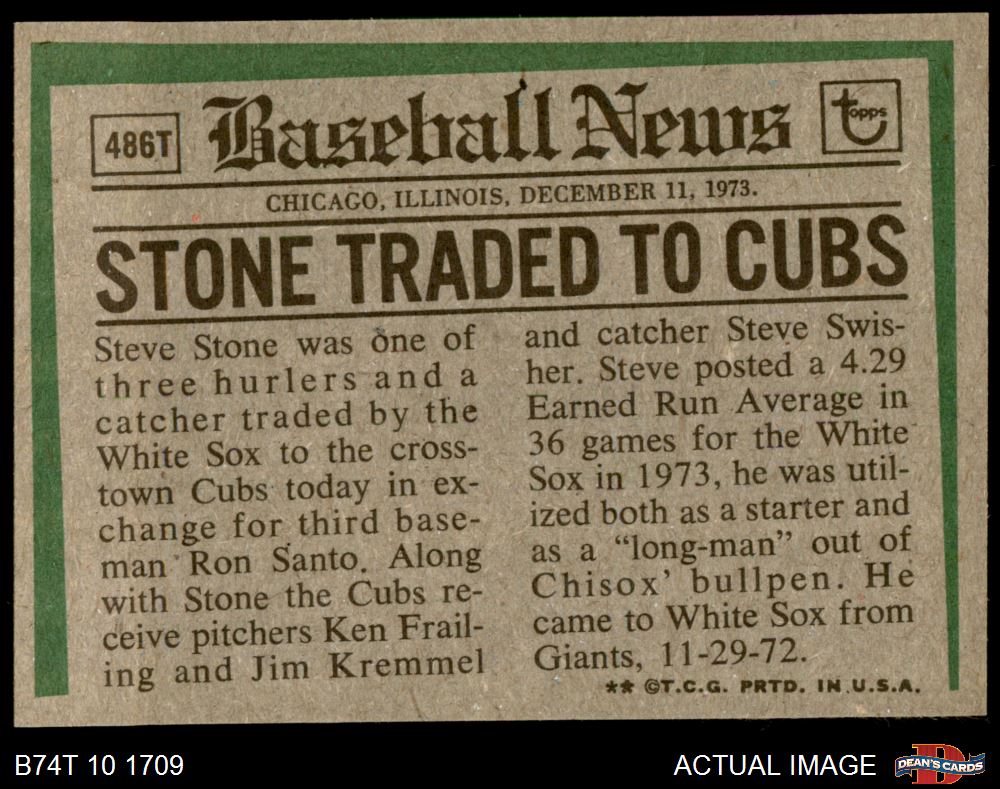 486T
Baseball News
topps
CHICAGO, ILLINOIS, DECEMBER 11, 1973.
STONE TRADED TO CUBS
Steve Stone was one of
three hurlers and a
catcher traded by the
White Sox to the cross-
town Cubs today in ex-
change for third base-
man Ron Santo. Along
with Stone the Cubs re-
ceive pitchers Ken Frail-
ing and Jim Kremmel
and catcher Steve Swis-
her. Steve posted a 4.29
Earned Run Average in
36 games for the White
Sox in 1973, he was util-
ized both as a starter and
as a “long-man” out of
Chisox’ bullpen. He
came to White Sox from
Giants, 11-29-72.
** ©T.C.G. PRTD. IN U.S.A.
B74T 10 1709
ACTUAL IMAGE
D
DEAN'S CARDS